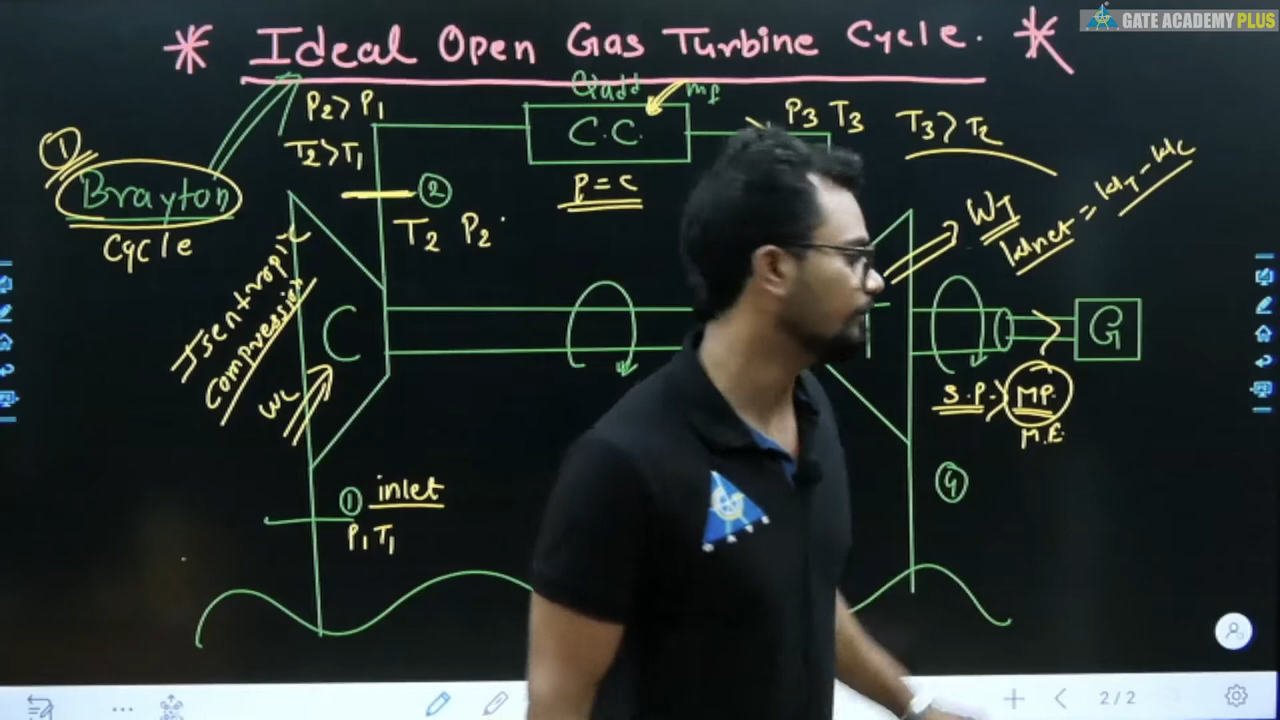 GATE ACADEMY PLUS
* Ideal Open Gas Turbine Cycle. *
① Brayton
Cycle
P2 > P1
T2 > T1
②
T2 P2
Qadd
mf
C.C.
P = C
P3 T3
T3 > T2
WT
Wnet = WT - WC
Isentropic
Compression
C
WC
G
S.P.
M.P.
M.E.
① inlet
P1 T1
④
2/2